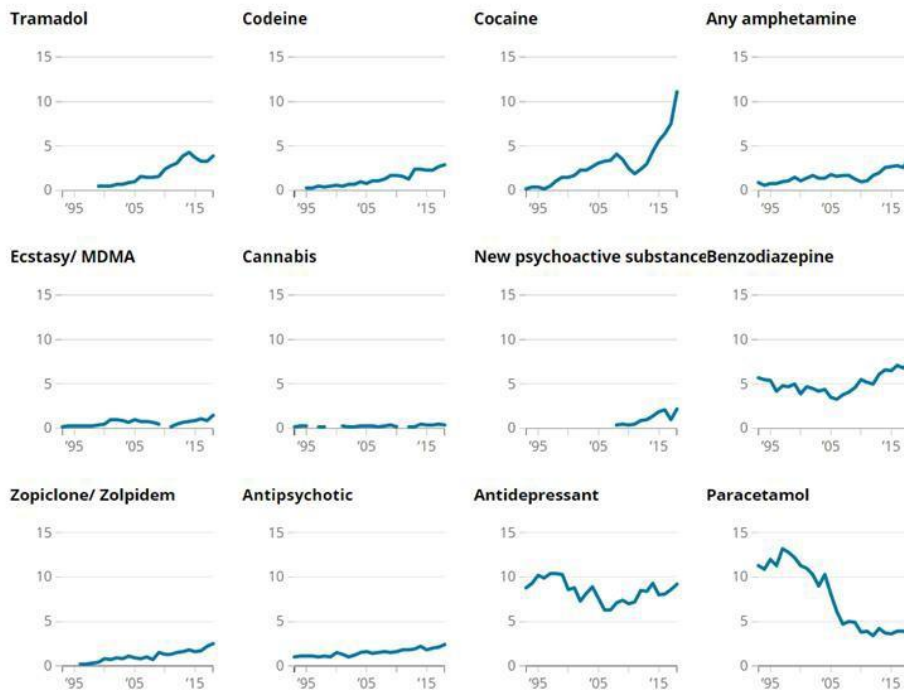 Tramadol Codeine Cocaine Any amphetamine
15 15 15 15
10 10 10 10
5 5 5 5
0 0 0 0
'95 '05 '15 '95 '05 '15 '95 '05 '15 '95 '05 '15
Ecstasy/ MDMA Cannabis New psychoactive substance Benzodiazepine
15 15 15 15
10 10 10 10
5 5 5 5
0 0 0 0
'95 '05 '15 '95 '05 '15 '95 '05 '15 '95 '05 '15
Zopiclone/ Zolpidem Antipsychotic Antidepressant Paracetamol
15 15 15 15
10 10 10 10
5 5 5 5
0 0 0 0
'95 '05 '15 '95 '05 '15 '95 '05 '15 '95 '05 '15